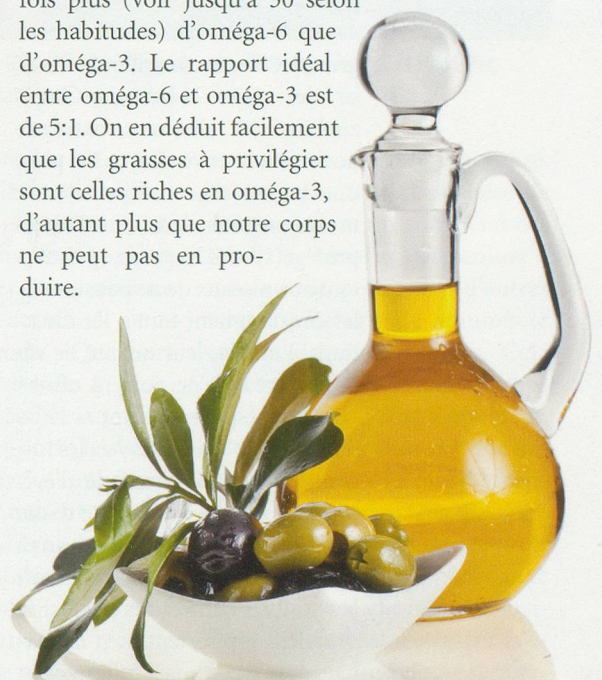 fois plus (voir jusqu'à 50 selon
les habitudes) d'oméga-6 que
d'oméga-3. Le rapport idéal
entre oméga-6 et oméga-3 est
de 5:1. On en déduit facilement
que les graisses à privilégier
sont celles riches en oméga-3,
d'autant plus que notre corps
ne peut pas en pro-
duire.